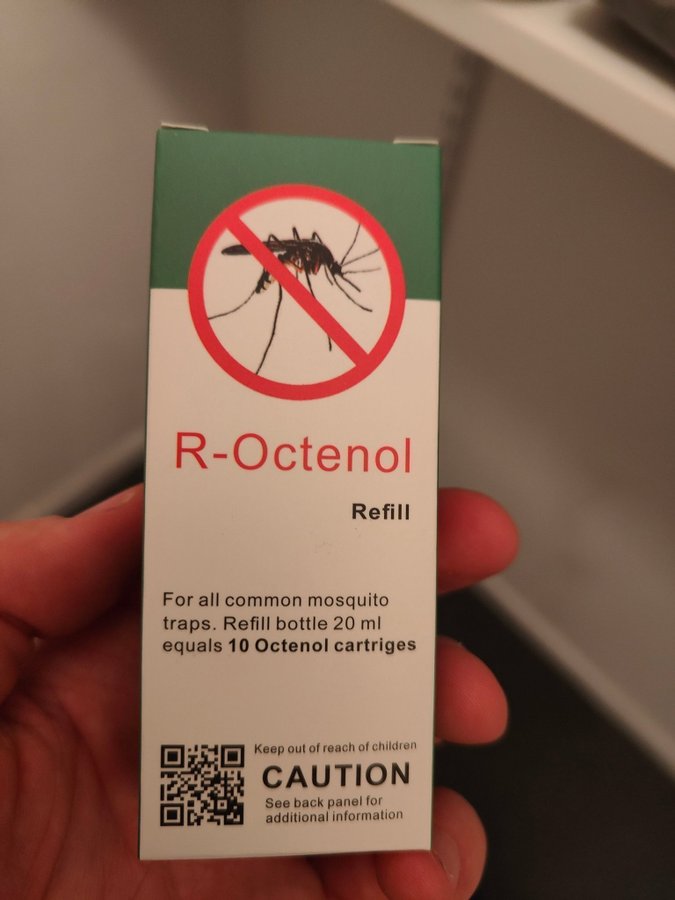 R-Octenol
Refill
For all common mosquito
traps. Refill bottle 20 ml
equals 10 Octenol cartriges
Keep out of reach of children
CAUTION
See back panel for
additional information